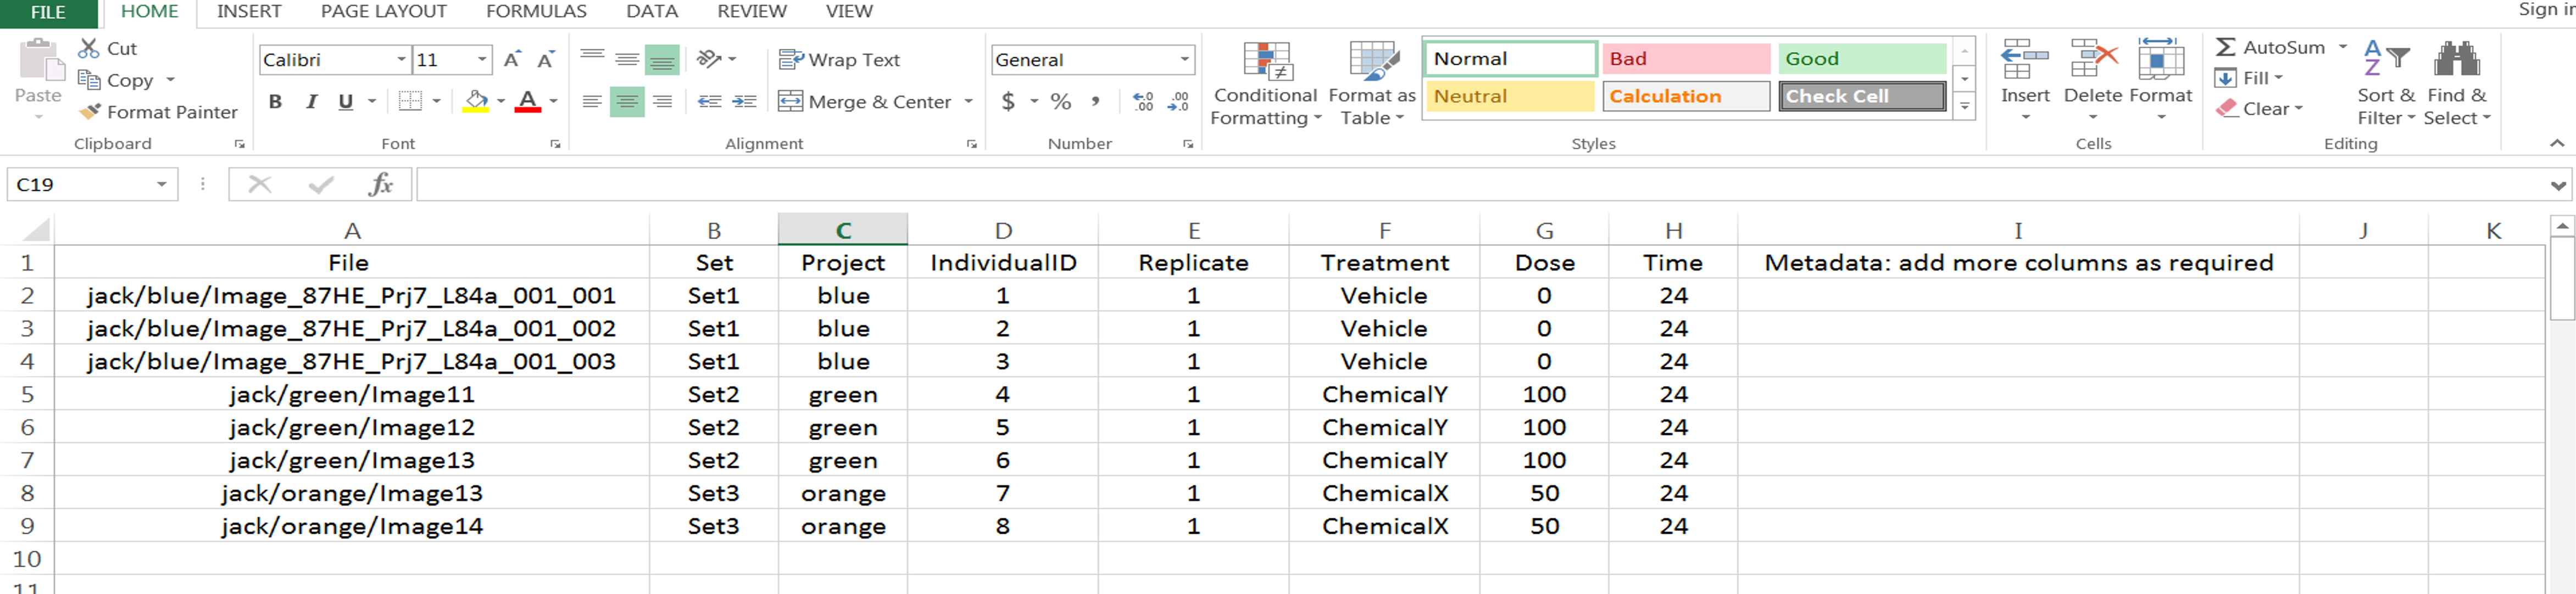 FILE HOME INSERT PAGE LAYOUT FORMULAS DATA REVIEW VIEW Sign in
Paste Cut Copy Format Painter
Clipboard
Calibri 11 A A
B I U A
Font
Wrap Text
Merge & Center
Alignment
General
$ % , .0 .00 .00 .0
Number
Conditional Formatting
Format as Table
Normal Bad Good
Neutral Calculation Check Cell
Styles
Insert Delete Format
Cells
Σ AutoSum
Fill
Clear
Sort & Filter
Find & Select
Editing
C19 fx
A B C D E F G H I J K
1 File Set Project IndividualID Replicate Treatment Dose Time Metadata: add more columns as required
2 jack/blue/Image_87HE_Prj7_L84a_001_001 Set1 blue 1 1 Vehicle 0 24
3 jack/blue/Image_87HE_Prj7_L84a_001_002 Set1 blue 2 1 Vehicle 0 24
4 jack/blue/Image_87HE_Prj7_L84a_001_003 Set1 blue 3 1 Vehicle 0 24
5 jack/green/Image11 Set2 green 4 1 ChemicalY 100 24
6 jack/green/Image12 Set2 green 5 1 ChemicalY 100 24
7 jack/green/Image13 Set2 green 6 1 ChemicalY 100 24
8 jack/orange/Image13 Set3 orange 7 1 ChemicalX 50 24
9 jack/orange/Image14 Set3 orange 8 1 ChemicalX 50 24
10
11